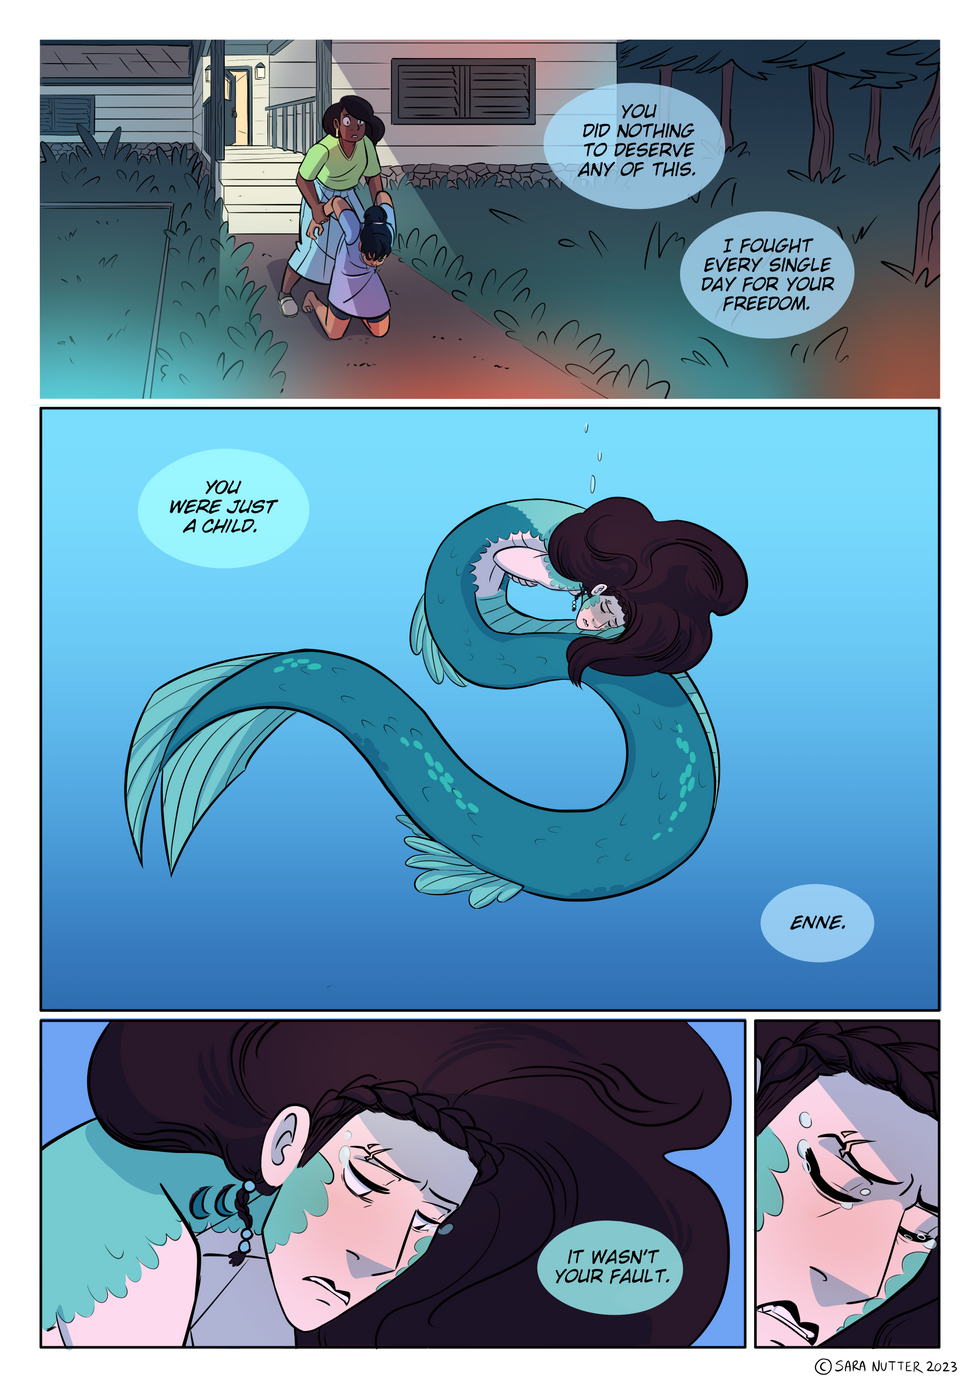 YOU
DID NOTHING
TO DESERVE
ANY OF THIS.
I FOUGHT
EVERY SINGLE
DAY FOR YOUR
FREEDOM.
YOU
WERE JUST
A CHILD.
ENNE.
IT WASN'T
YOUR FAULT.
© SARA NUTTER 2023